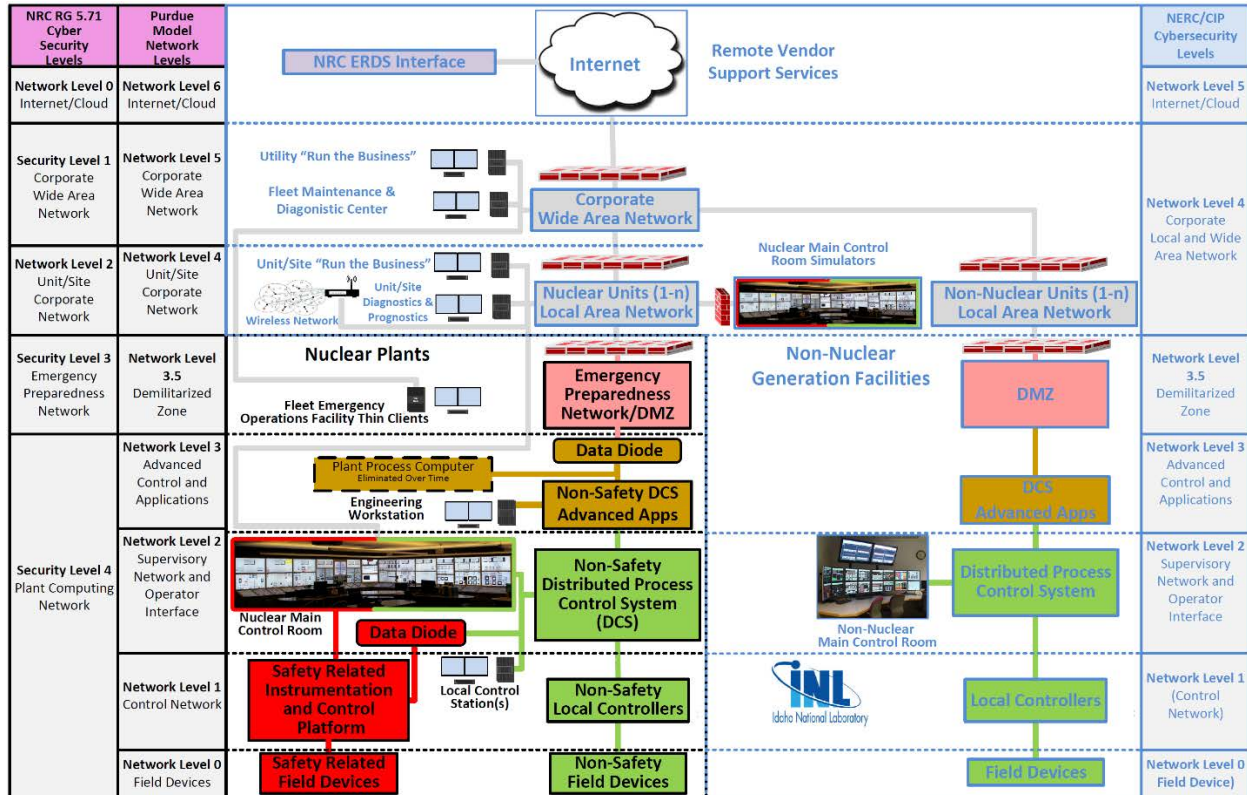 NRC RG 5.71
Cyber
Security
Levels
Purdue
Model
Network
Levels
NERC/CIP
Cybersecurity
Levels
NRC ERDS Interface
Internet
Remote Vendor
Support Services
Network Level 0
Internet/Cloud
Network Level 6
Internet/Cloud
Network Level 5
Internet/Cloud
Security Level 1
Corporate
Wide Area
Network
Network Level 5
Corporate
Wide Area
Network
Utility "Run the Business"
Fleet Maintenance &
Diagonistic Center
Corporate
Wide Area Network
Network Level 4
Corporate
Local and Wide
Area Network
Network Level 2
Unit/Site
Corporate
Network
Network Level 4
Unit/Site
Corporate
Network
Unit/Site "Run the Business"
Unit/Site
Diagnostics &
Prognostics
Wireless Network
Nuclear Units (1-n)
Local Area Network
Nuclear Main Control
Room Simulators
Non-Nuclear Units (1-n)
Local Area Network
Security Level 3
Emergency
Preparedness
Network
Network Level
3.5
Demilitarized
Zone
Nuclear Plants
Fleet Emergency
Operations Facility Thin Clients
Emergency
Preparedness
Network/DMZ
Non-Nuclear
Generation Facilities
DMZ
Network Level
3.5
Demilitarized
Zone
Security Level 4
Plant Computing
Network
Network Level 3
Advanced
Control and
Applications
Data Diode
Plant Process Computer
Eliminated Over Time
Engineering
Workstation
Non-Safety DCS
Advanced Apps
DCS
Advanced Apps
Network Level 3
Advanced
Control and
Applications
Network Level 2
Supervisory
Network and
Operator
Interface
Nuclear Main
Control Room
Data Diode
Non-Safety
Distributed Process
Control System
(DCS)
Non-Nuclear
Main Control Room
Distributed Process
Control System
Network Level 2
Supervisory
Network and
Operator
Interface
Network Level 1
Control Network
Safety Related
Instrumentation
and Control
Platform
Local Control
Station(s)
Non-Safety
Local Controllers
INL
Idaho National Laboratory
Local Controllers
Network Level 1
(Control
Network)
Network Level 0
Field Devices
Safety Related
Field Devices
Non-Safety
Field Devices
Field Devices
Network Level 0
Field Device)